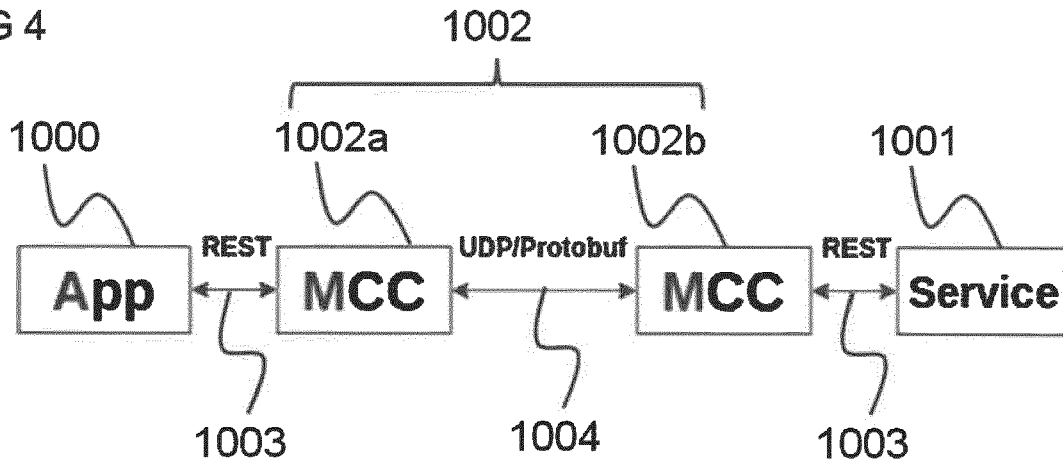 G 4
1002
1000 1002a 1002b 1001
REST UDP/Protobuf REST
App MCC MCC Service
1003 1004 1003